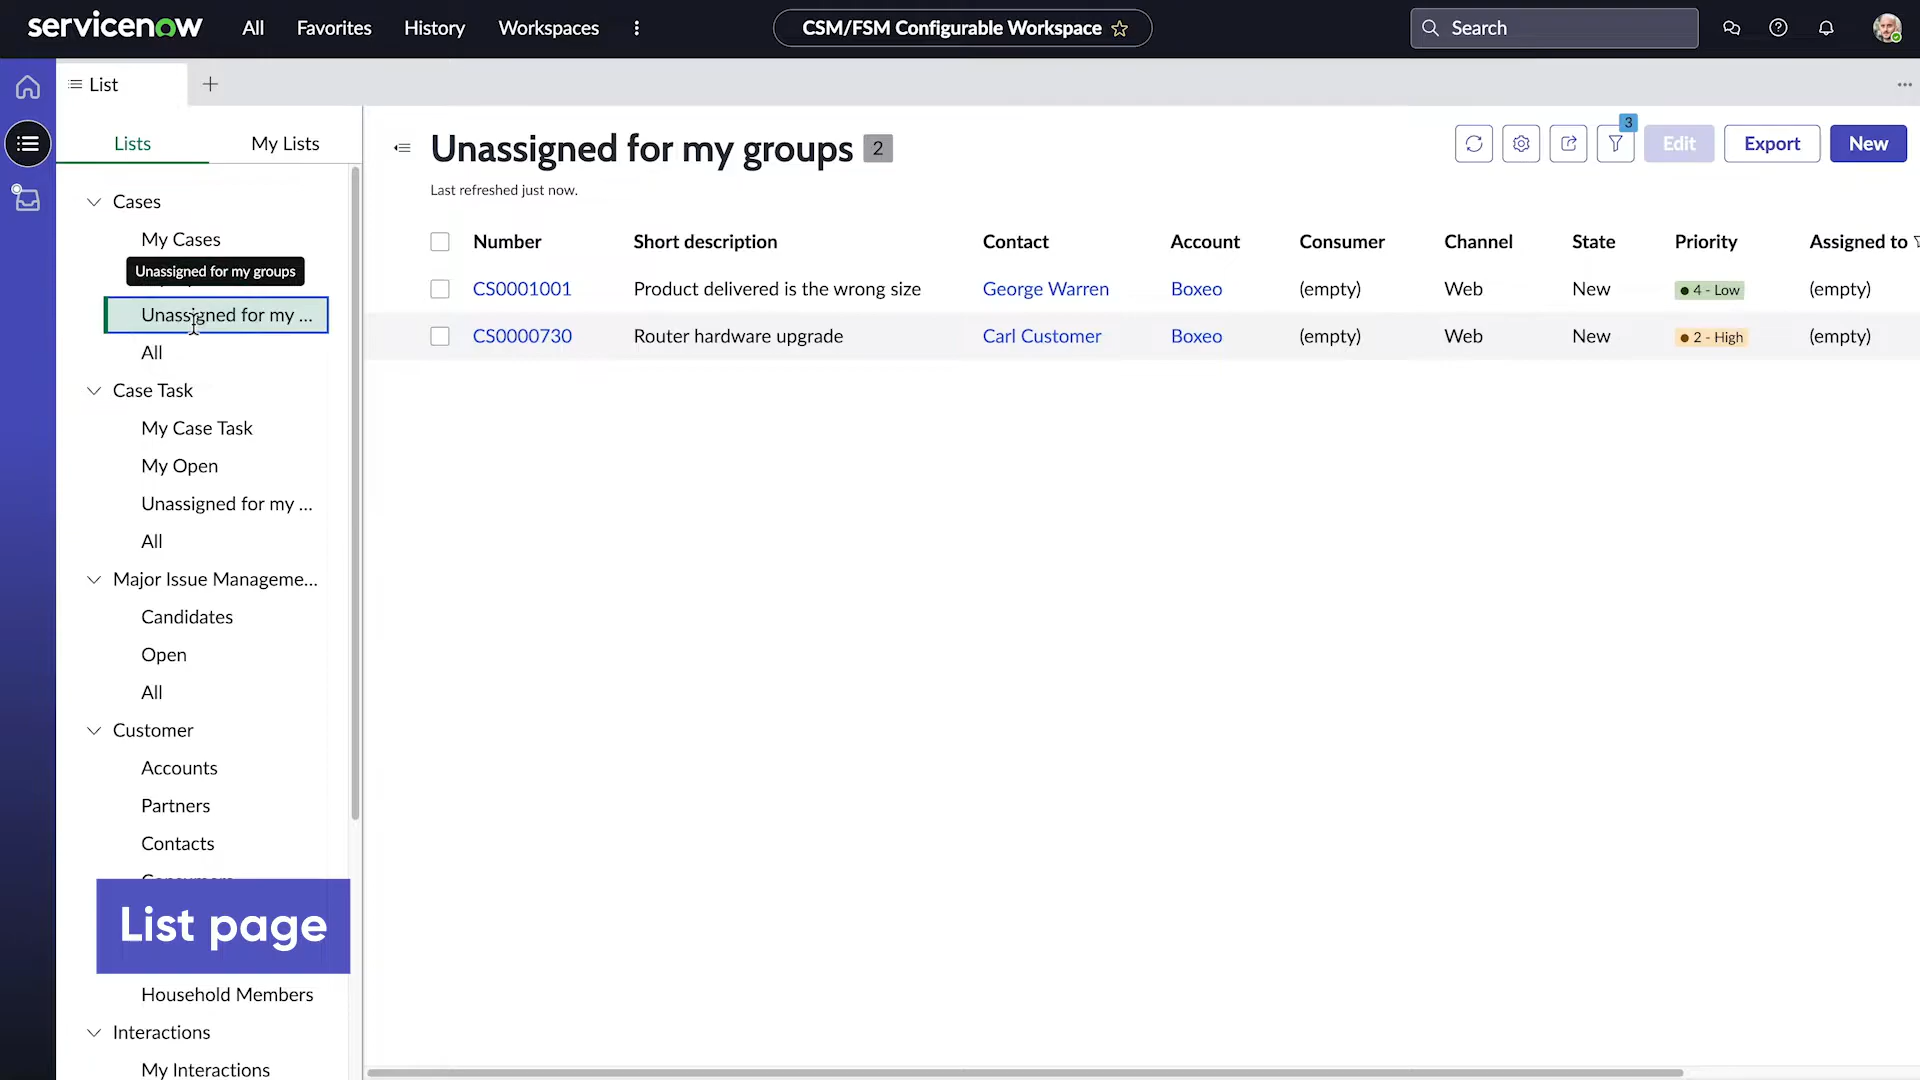 servicenow All Favorites History Workspaces CSM/FSM Configurable Workspace Search
List
Lists My Lists
Cases
My Cases
Unassigned for my groups
Unassigned for my ...
All
Case Task
My Case Task
My Open
Unassigned for my ...
All
Major Issue Manageme...
Candidates
Open
All
Customer
Accounts
Partners
Contacts
List page
Household Members
Interactions
My Interactions
Unassigned for my groups 2
Last refreshed just now.
3
Edit Export New
Number Short description Contact Account Consumer Channel State Priority Assigned to
CS0001001 Product delivered is the wrong size George Warren Boxeo (empty) Web New 4 - Low (empty)
CS0000730 Router hardware upgrade Carl Customer Boxeo (empty) Web New 2 - High (empty)